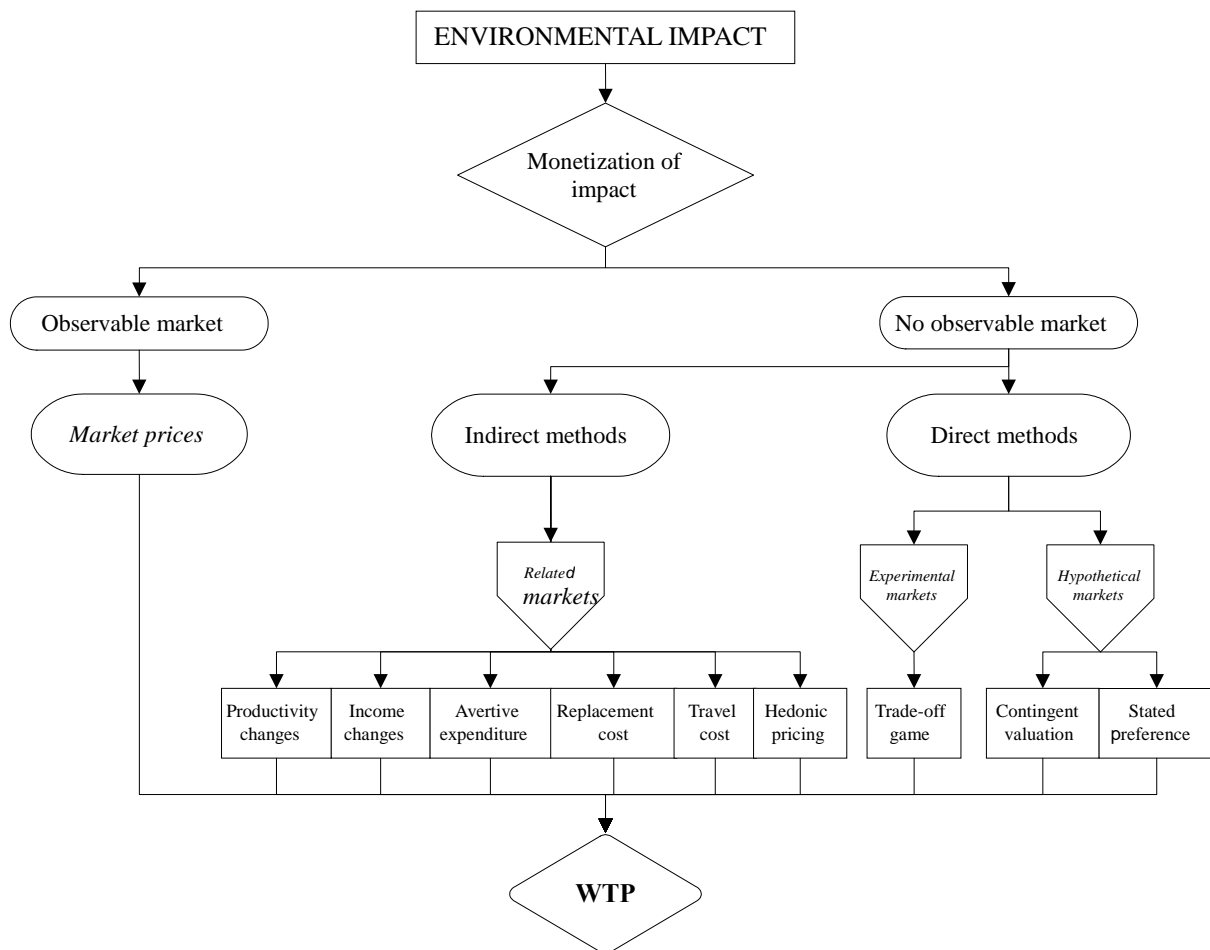 ENVIRONMENTAL IMPACT
Monetization of
impact
Observable market
No observable market
Market prices
Indirect methods
Direct methods
Related
markets
Experimental
markets
Hypothetical
markets
Productivity
changes
Income
changes
Avertive
expenditure
Replacement
cost
Travel
cost
Hedonic
pricing
Trade-off
game
Contingent
valuation
Stated
preference
WTP